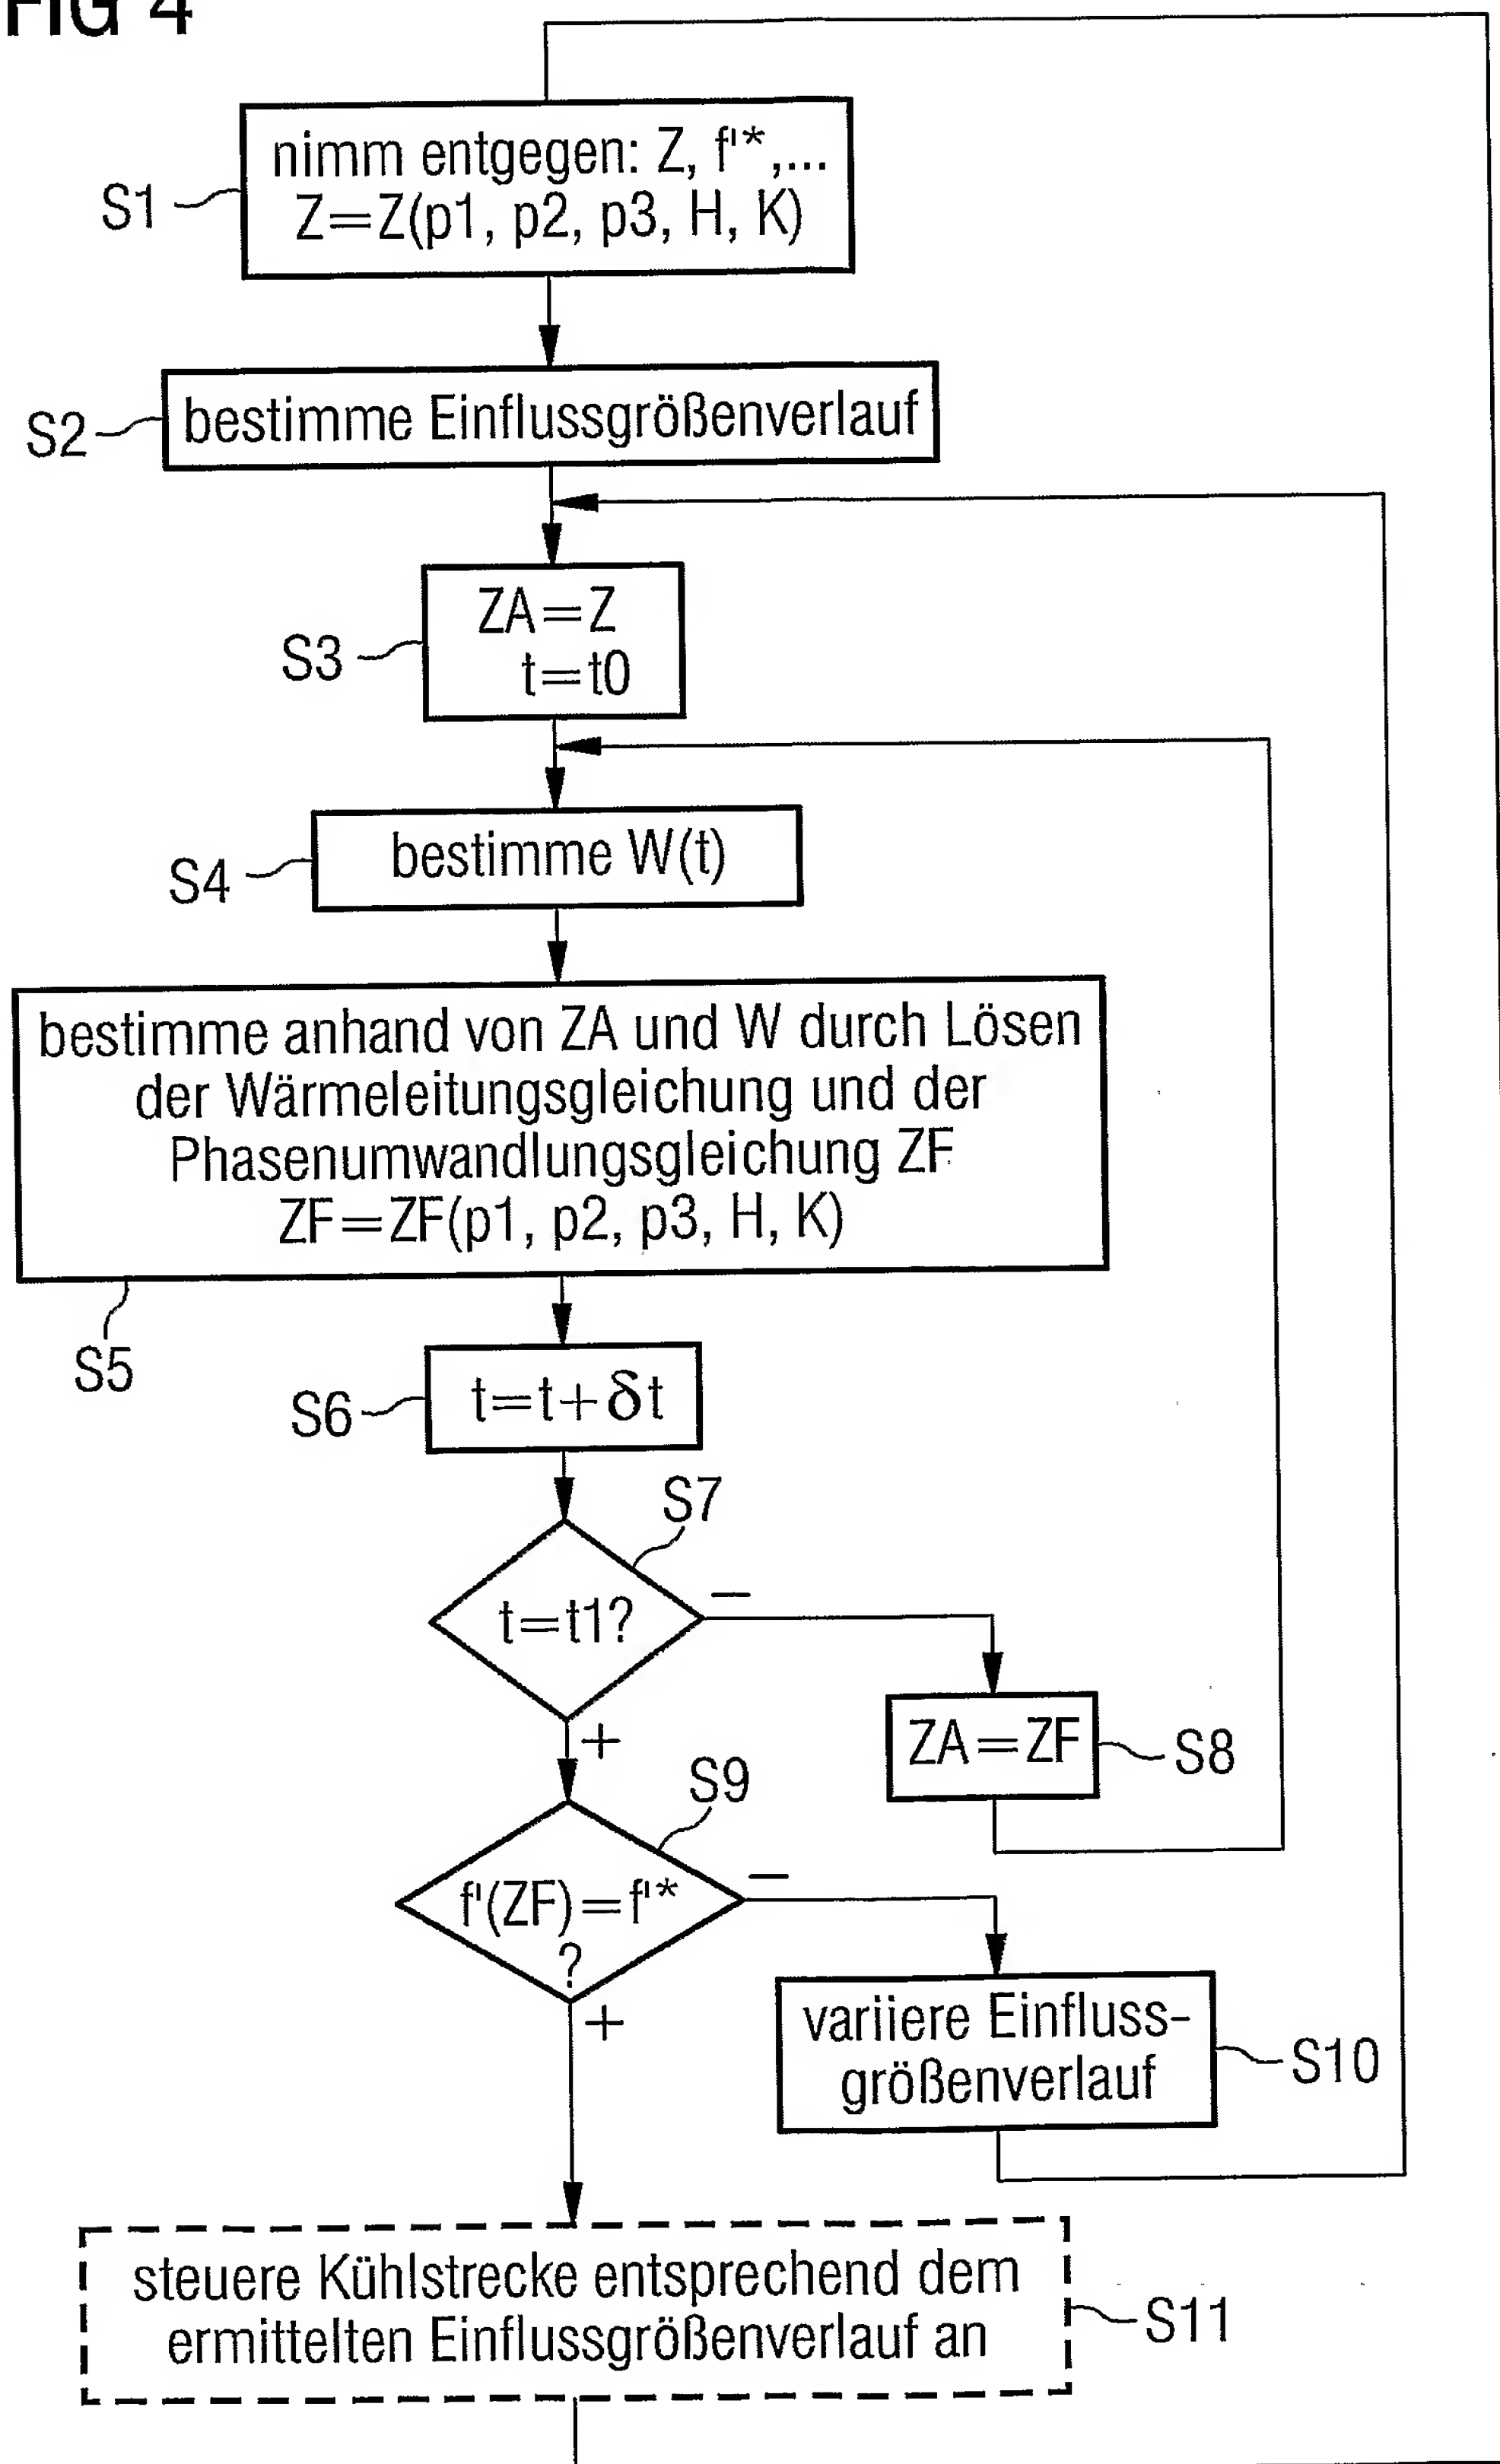 FIG 4
nimm entgegen: Z, f'*,...
Z=Z(p1, p2, p3, H, K)
S1
S2
bestimme Einflussgrößenverlauf
ZA=Z
t=t0
S3
bestimme W(t)
S4
bestimme anhand von ZA und W durch Lösen
der Wärmeleitungsgleichung und der
Phasenumwandlungsgleichung ZF
ZF=ZF(p1, p2, p3, H, K)
S5
S6
t=t+δt
S7
t=t1?
−
+
ZA=ZF
S8
S9
f'(ZF)=f'*
?
−
+
variiere Einfluss-
größenverlauf
S10
steuere Kühlstrecke entsprechend dem
ermittelten Einflussgrößenverlauf an
S11